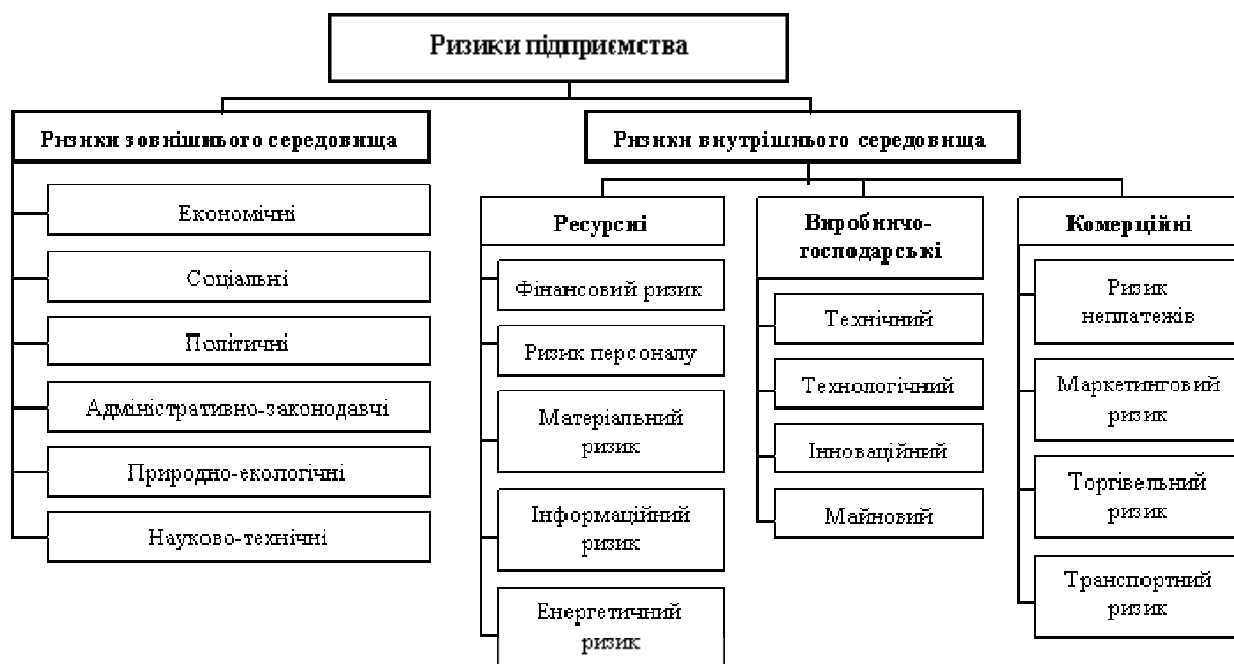 Ризики підприємства
Ризики зовнішнього середовища
Економічні
Соціальні
Політичні
Адміністративно-законодавчі
Природно-екологічні
Науково-технічні
Ризики внутрішнього середовища
Ресурсні
Фінансовий ризик
Ризик персоналу
Матеріальний
ризик
Інформаційний
ризик
Енергетичний
ризик
Виробничо-
господарські
Технічний
Технологічний
Інноваційний
Майновий
Комерційні
Ризик
неплатежів
Маркетинговий
ризик
Торгівельний
ризик
Транспортний
ризик